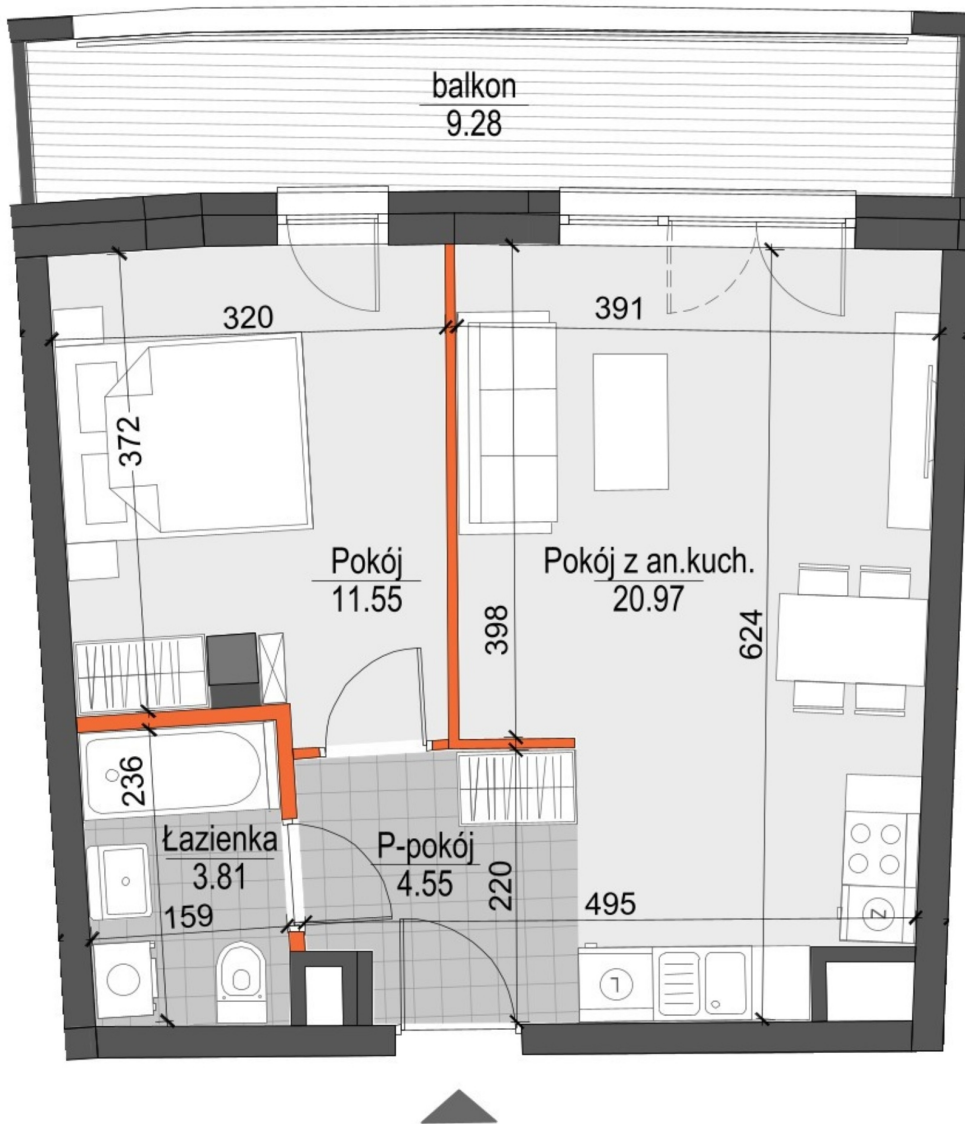 balkon
9.28
320
391
372
Pokój
11.55
Pokój z an.kuch.
20.97
398
624
236
Łazienka
3.81
P-pokój
4.55
220
159
495
L
Z